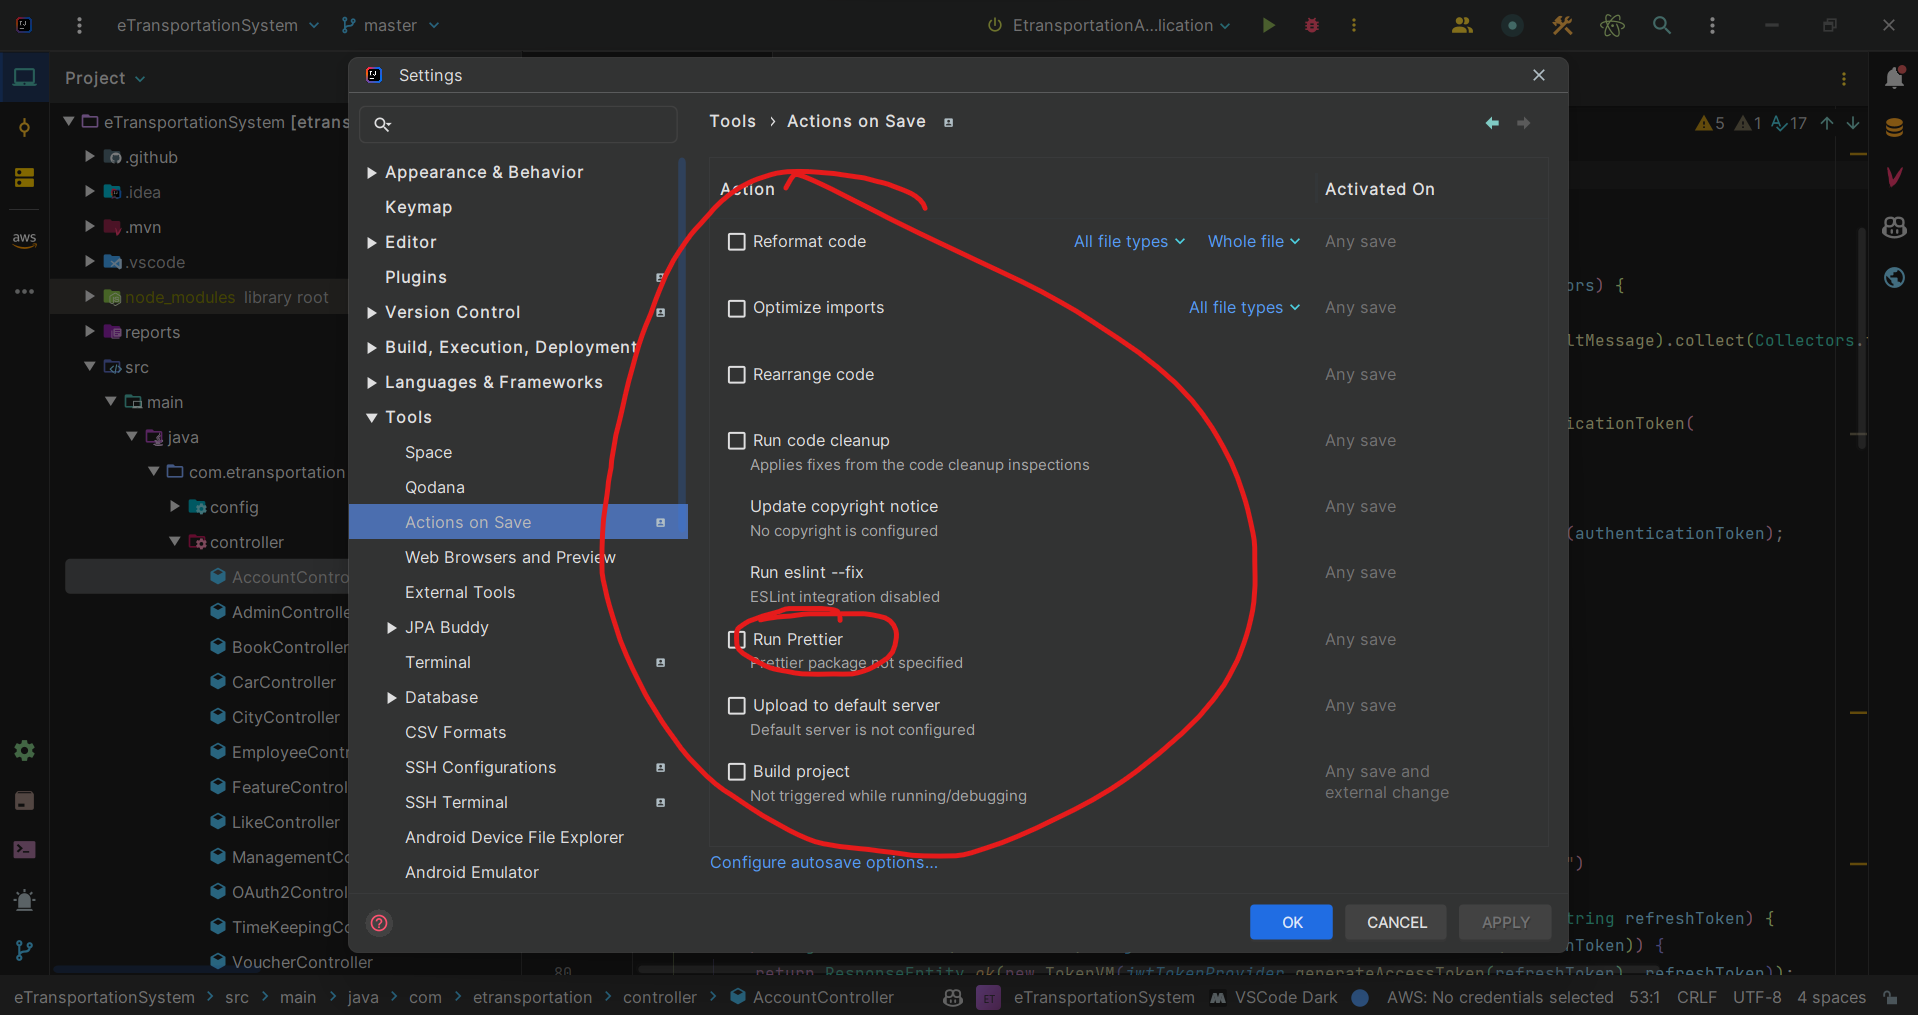 eTransportationSystem
master
EtransportationA...lication
Project
Settings
eTransportationSystem [etrans
.github
.idea
.mvn
.vscode
node_modules library root
reports
src
main
java
com.etransportation
config
controller
AccountContro
AdminControlle
BookController
CarController
CityController
EmployeeContr
FeatureControl
LikeController
ManagementCo
OAuth2Control
TimeKeepingCo
VoucherController
aws
Appearance & Behavior
Keymap
Editor
Plugins
Version Control
Build, Execution, Deployment
Languages & Frameworks
Tools
Space
Qodana
Actions on Save
Web Browsers and Preview
External Tools
JPA Buddy
Terminal
Database
CSV Formats
SSH Configurations
SSH Terminal
Android Device File Explorer
Android Emulator
Tools › Actions on Save
Action Activated On
Reformat code All file types Whole file Any save
Optimize imports All file types Any save
Rearrange code Any save
Run code cleanup Any save
Applies fixes from the code cleanup inspections
Update copyright notice Any save
No copyright is configured
Run eslint --fix Any save
ESLint integration disabled
Run Prettier Any save
Prettier package not specified
Upload to default server Any save
Default server is not configured
Build project Any save and
Not triggered while running/debugging external change
Configure autosave options...
OK CANCEL APPLY
5 1 17
ors) {
ltMessage).collect(Collectors.
icationToken(
(authenticationToken);
")
tring refreshToken) {
hToken)) {
80
return ResponseEntity.ok(new TokenVM(jwtTokenProvider.generateAccessToken(refreshToken), refreshToken));
eTransportationSystem > src > main > java > com > etransportation > controller > AccountController
ET eTransportationSystem VSCode Dark AWS: No credentials selected 53:1 CRLF UTF-8 4 spaces